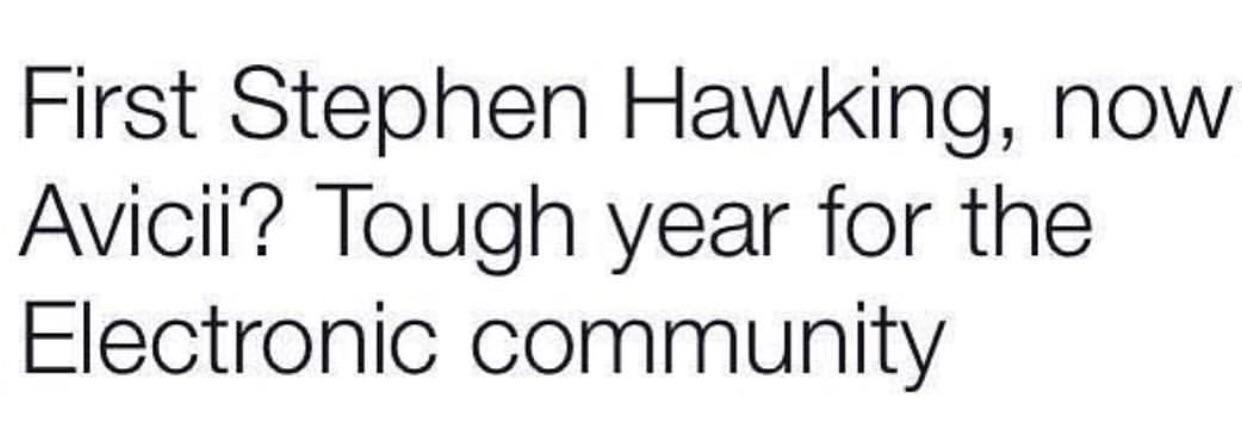 First Stephen Hawking, now
Avicii? Tough year for the
Electronic community